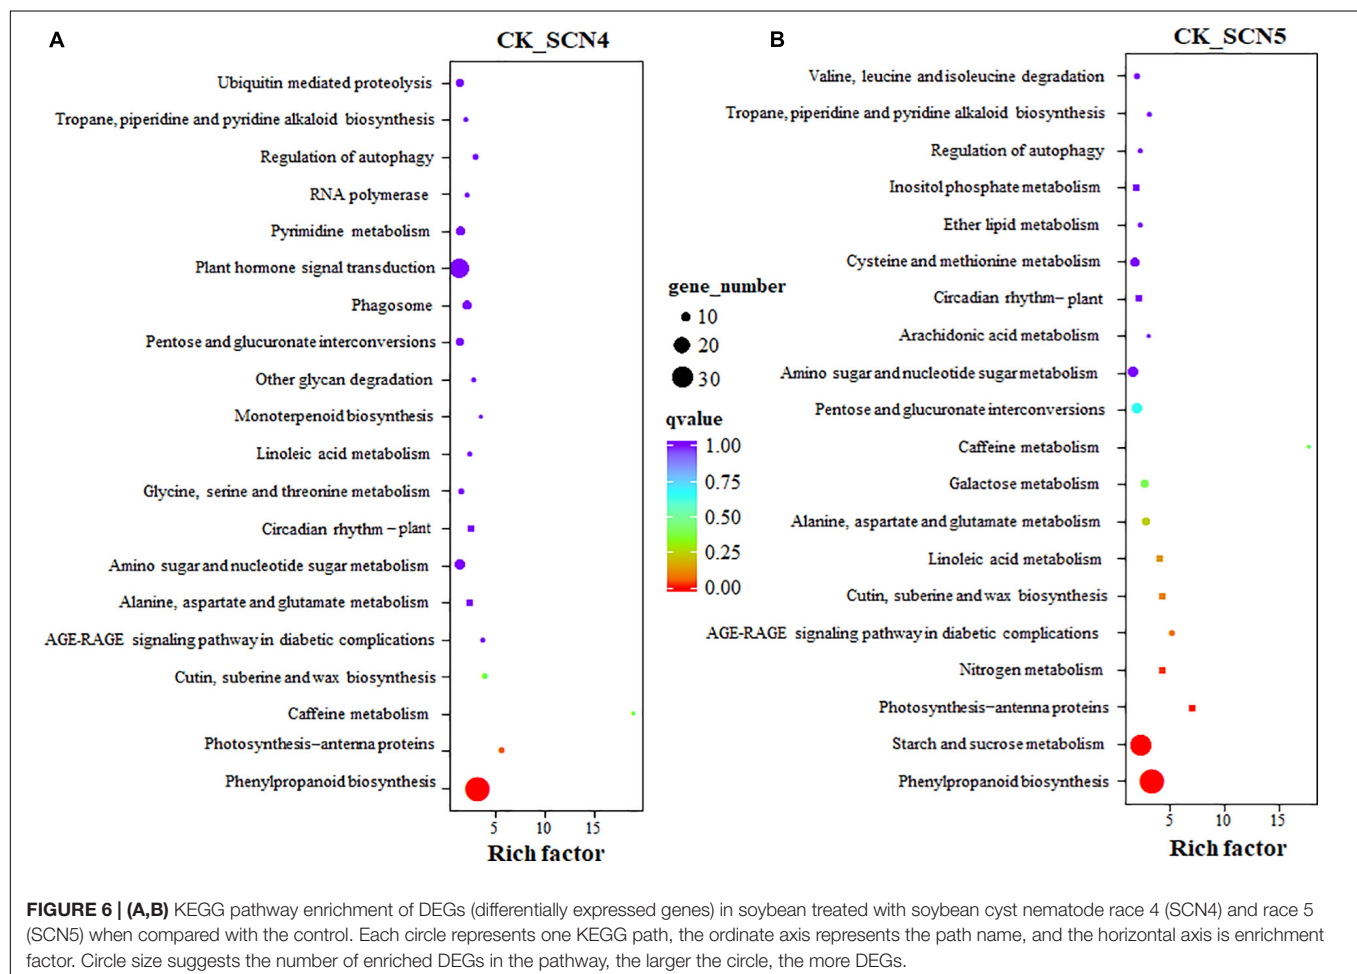 A
CK_SCN4
Ubiquitin mediated proteolysis
Tropane, piperidine and pyridine alkaloid biosynthesis
Regulation of autophagy
RNA polymerase
Pyrimidine metabolism
Plant hormone signal transduction
Phagosome
Pentose and glucuronate interconversions
Other glycan degradation
Monoterpenoid biosynthesis
Linoleic acid metabolism
Glycine, serine and threonine metabolism
Circadian rhythm-plant
Amino sugar and nucleotide sugar metabolism
Alanine, aspartate and glutamate metabolism
AGE-RAGE signaling pathway in diabetic complications
Cutin, suberine and wax biosynthesis
Caffeine metabolism
Photosynthesis-antenna proteins
Phenylpropanoid biosynthesis
5 10 15
Rich factor
gene_number
10
20
30
qvalue
1.00
0.75
0.50
0.25
0.00
B
CK_SCN5
Valine, leucine and isoleucine degradation
Tropane, piperidine and pyridine alkaloid biosynthesis
Regulation of autophagy
Inositol phosphate metabolism
Ether lipid metabolism
Cysteine and methionine metabolism
Circadian rhythm-plant
Arachidonic acid metabolism
Amino sugar and nucleotide sugar metabolism
Pentose and glucuronate interconversions
Caffeine metabolism
Galactose metabolism
Alanine, aspartate and glutamate metabolism
Linoleic acid metabolism
Cutin, suberine and wax biosynthesis
AGE-RAGE signaling pathway in diabetic complications
Nitrogen metabolism
Photosynthesis-antenna proteins
Starch and sucrose metabolism
Phenylpropanoid biosynthesis
5 10 15
Rich factor
FIGURE 6 | (A,B) KEGG pathway enrichment of DEGs (differentially expressed genes) in soybean treated with soybean cyst nematode race 4 (SCN4) and race 5
(SCN5) when compared with the control. Each circle represents one KEGG path, the ordinate axis represents the path name, and the horizontal axis is enrichment
factor. Circle size suggests the number of enriched DEGs in the pathway, the larger the circle, the more DEGs.